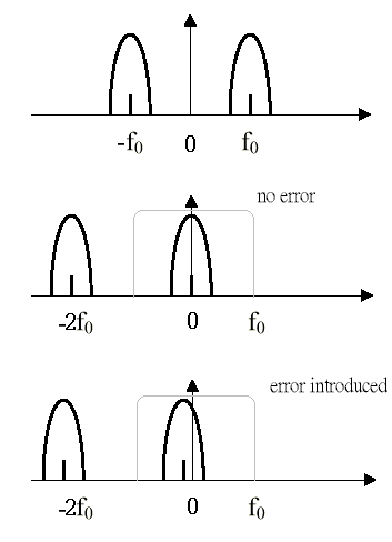 -f₀ 0 f₀
no error
-2f₀ 0 f₀
error introduced
-2f₀ 0 f₀